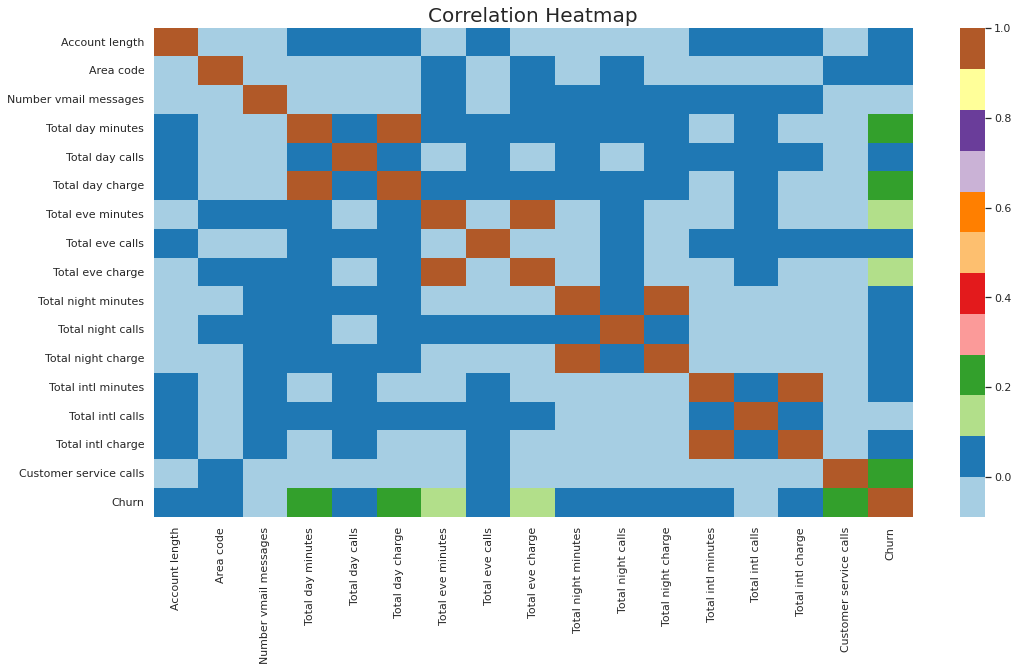 Correlation Heatmap
Account length
Area code
Number vmail messages
Total day minutes
Total day calls
Total day charge
Total eve minutes
Total eve calls
Total eve charge
Total night minutes
Total night calls
Total night charge
Total intl minutes
Total intl calls
Total intl charge
Customer service calls
Churn
Account length
Area code
Number vmail messages
Total day minutes
Total day calls
Total day charge
Total eve minutes
Total eve calls
Total eve charge
Total night minutes
Total night calls
Total night charge
Total intl minutes
Total intl calls
Total intl charge
Customer service calls
Churn
1.0
0.8
0.6
0.4
0.2
0.0